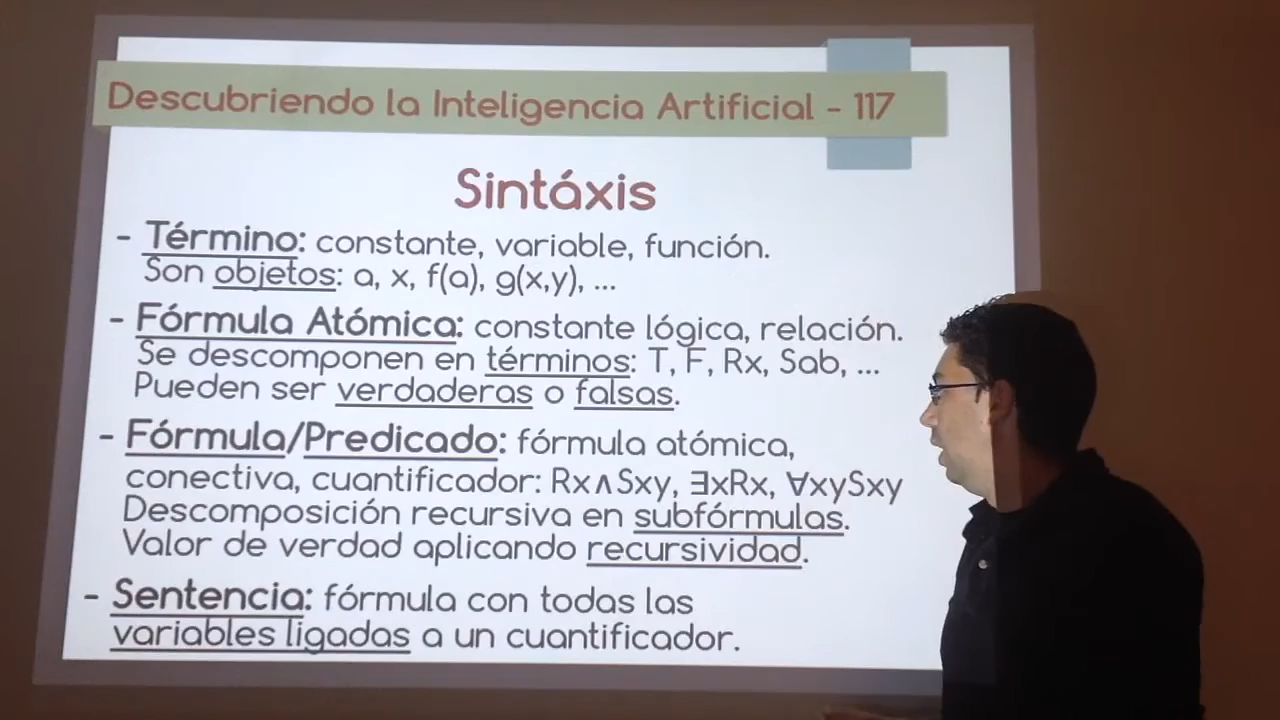 Descubriendo la Inteligencia Artificial - 117
Sintáxis
- Término: constante, variable, función.
Son objetos: a, x, f(a), g(x,y), ...
- Fórmula Atómica: constante lógica, relación.
Se descomponen en términos: T, F, Rx, Sab, ...
Pueden ser verdaderas o falsas.
- Fórmula/Predicado: fórmula atómica,
conectiva, cuantificador: Rx∧Sxy, ∃xRx, ∀xySxy
Descomposición recursiva en subfórmulas.
Valor de verdad aplicando recursividad.
- Sentencia: fórmula con todas las
variables ligadas a un cuantificador.